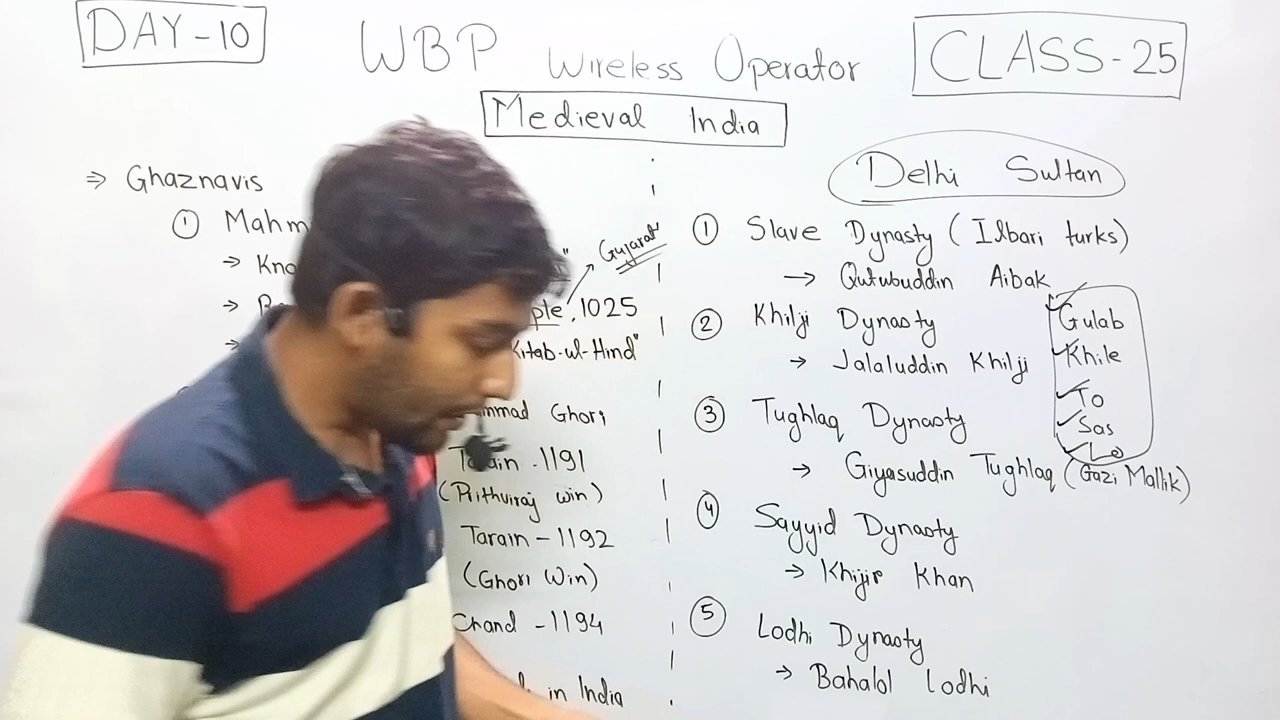 DAY-10
WBP Wireless Operator
CLASS-25
Medieval India
⇒ Ghaznavis
① Mahm
→ Kno
"Gujarat"
.1025
Kitab-ul-Hind"
Ghori
1191
(Prithviraj win)
Tarain - 1192
(Ghori Win)
Chand - 1194
in India
Delhi Sultan
① Slave Dynasty (Ilbari turks)
→ Qutubuddin Aibak
② Khilji Dynasty
→ Jalaluddin Khilji
③ Tughlaq Dynasty
→ Giyasuddin Tughlaq (Gazi Mallik)
④ Sayyid Dynasty
→ Khijir Khan
⑤ Lodhi Dynasty
→ Bahalol Lodhi
Gulab
Khile
To
Sas
Lo